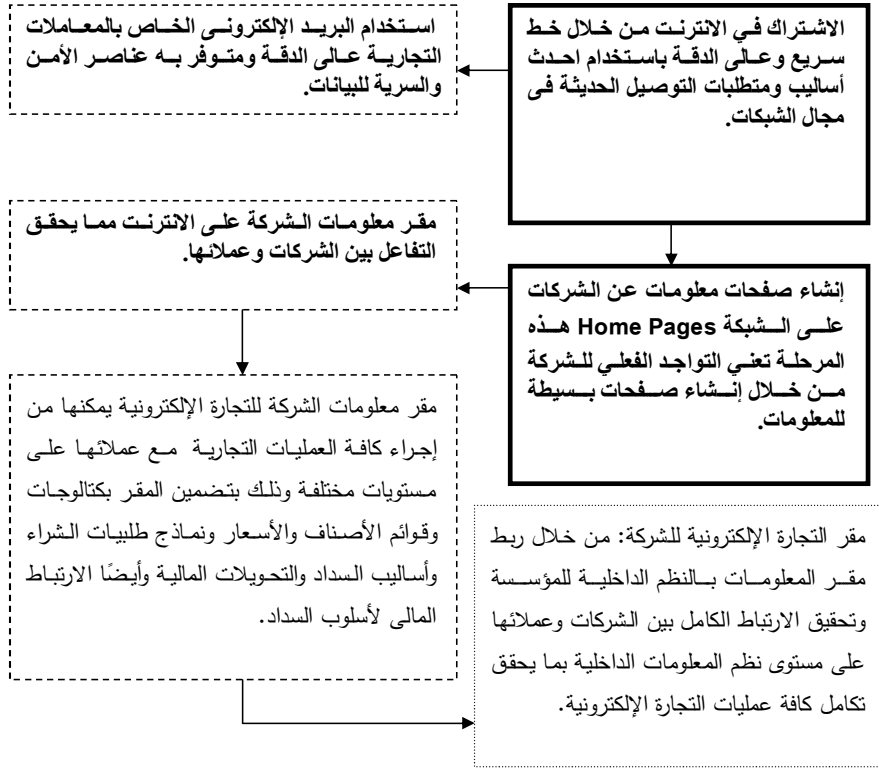 الاشتراك في الانترنت من خلال خط
سريع وعالى الدقة باستخدام احدث
أساليب ومتطلبات التوصيل الحديثة فى
مجال الشبكات.
استخدام البريد الإلكترونى الخاص بالمعاملات
التجارية عالى الدقة ومتوفر به عناصر الأمن
والسرية للبيانات.
مقر معلومات الشركة على الانترنت مما يحقق
التفاعل بين الشركات وعملائها.
إنشاء صفحات معلومات عن الشركات
على الشبكة Home Pages هذه
المرحلة تعني التواجد الفعلي للشركة
من خلال إنشاء صفحات بسيطة
للمعلومات.
مقر معلومات الشركة للتجارة الإلكترونية يمكنها من
إجراء كافة العمليات التجارية مع عملائها على
مستويات مختلفة وذلك بتضمين المقر بكتالوجات
وقوائم الأصناف والأسعار ونماذج طلبيات الشراء
وأساليب السداد والتحويلات المالية وأيضًا الارتباط
المالى لأسلوب السداد.
مقر التجارة الإلكترونية للشركة: من خلال ربط
مقر المعلومات بالنظم الداخلية للمؤسسة
وتحقيق الارتباط الكامل بين الشركات وعملائها
على مستوى نظم المعلومات الداخلية بما يحقق
تكامل كافة عمليات التجارة الإلكترونية.